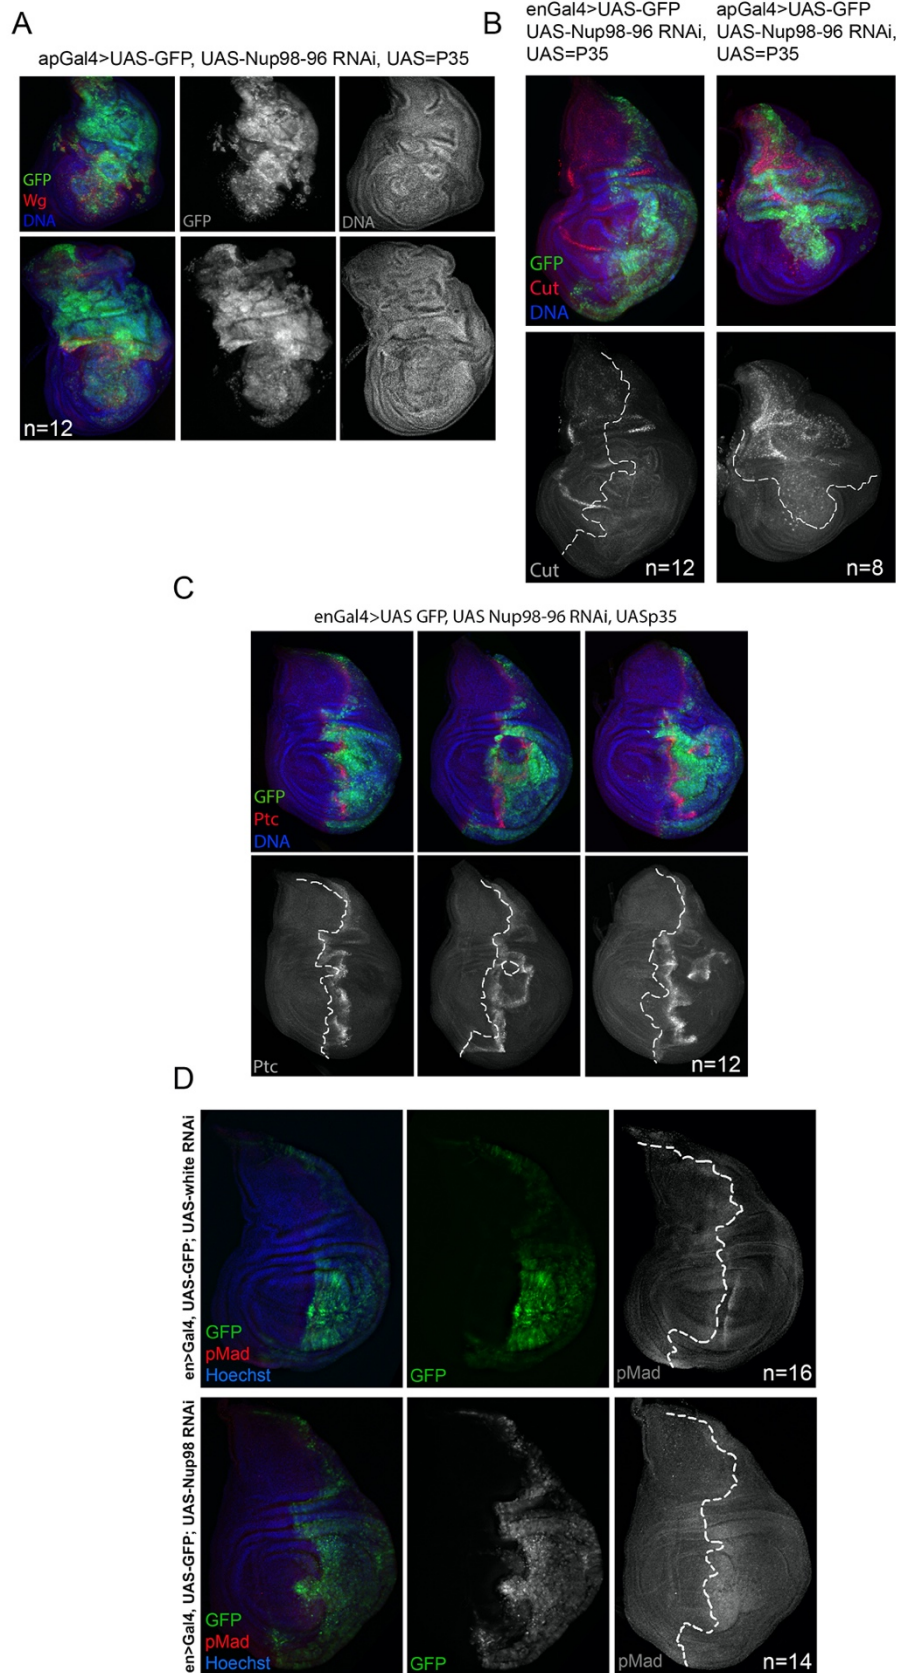 A
apGal4>UAS-GFP, UAS-Nup98-96 RNAi, UAS=P35
GFP
Wg
DNA
GFP
DNA
n=12
B
enGal4>UAS-GFP
UAS-Nup98-96 RNAi,
UAS=P35
apGal4>UAS-GFP
UAS-Nup98-96 RNAi,
UAS=P35
GFP
Cut
DNA
Cut
n=12
n=8
C
enGal4>UAS GFP, UAS Nup98-96 RNAi, UASp35
GFP
Ptc
DNA
Ptc
n=12
D
en>Gal4, UAS-GFP; UAS-white RNAi
GFP
pMad
Hoechst
GFP
pMad
n=16
en>Gal4, UAS-GFP; UAS-Nup98 RNAi
GFP
pMad
Hoechst
GFP
pMad
n=14